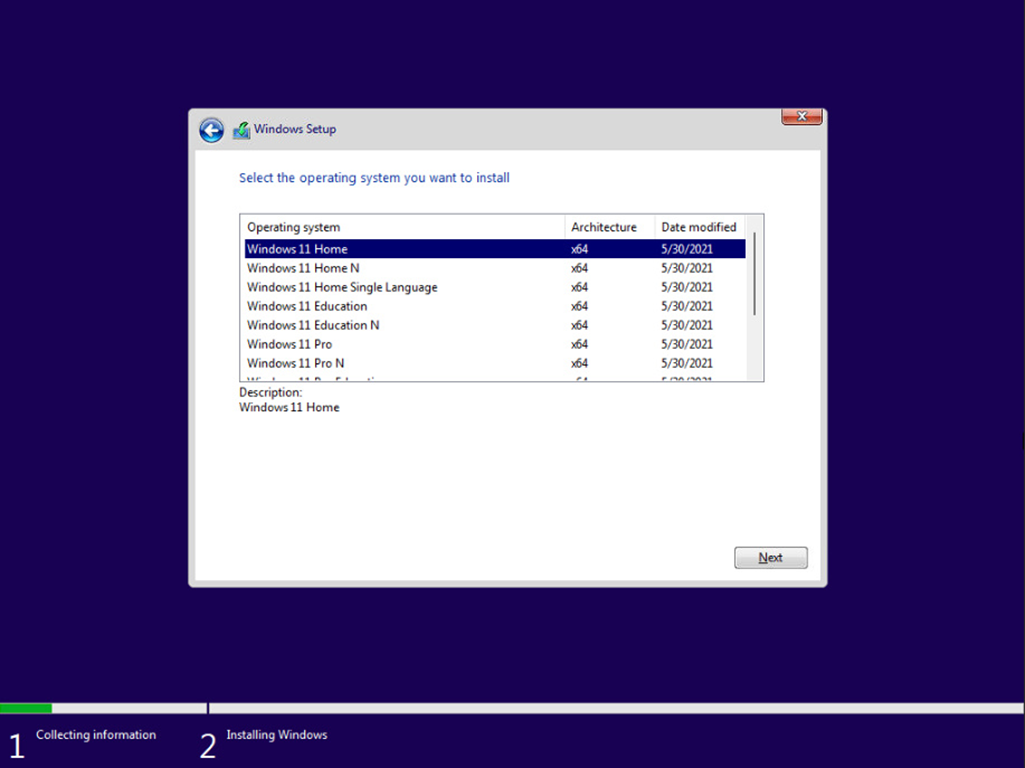 Windows Setup
Select the operating system you want to install
Operating system Architecture Date modified
Windows 11 Home x64 5/30/2021
Windows 11 Home N x64 5/30/2021
Windows 11 Home Single Language x64 5/30/2021
Windows 11 Education x64 5/30/2021
Windows 11 Education N x64 5/30/2021
Windows 11 Pro x64 5/30/2021
Windows 11 Pro N x64 5/30/2021
Description:
Windows 11 Home
Next
1 Collecting information 2 Installing Windows